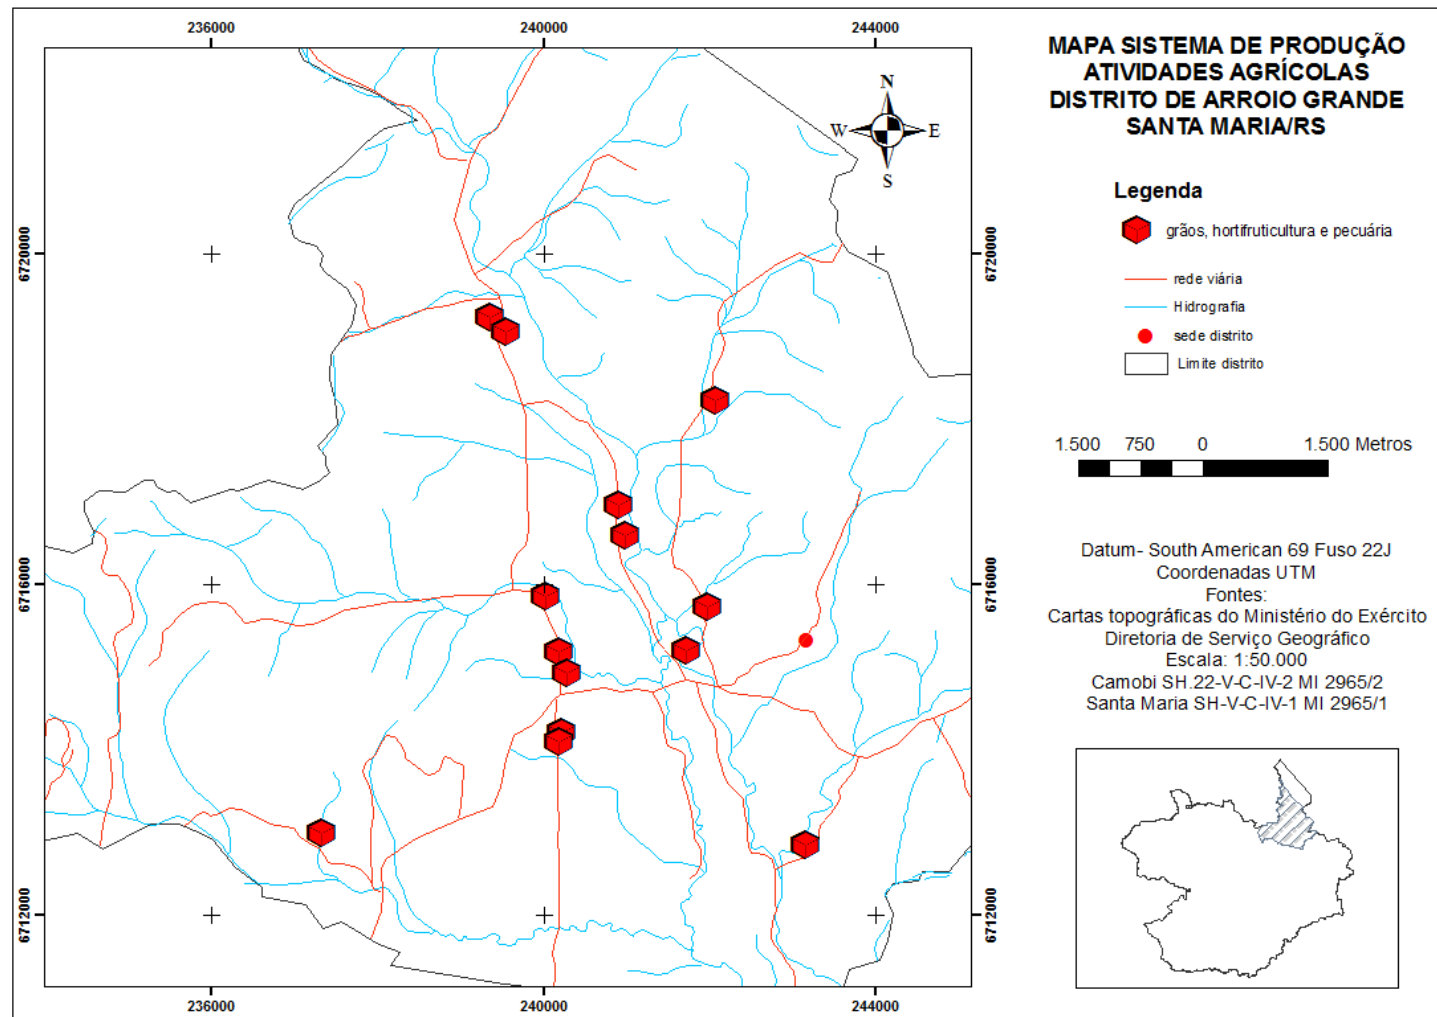 236000
240000
244000
MAPA SISTEMA DE PRODUÇÃO
ATIVIDADES AGRÍCOLAS
DISTRITO DE ARROIO GRANDE
SANTA MARIA/RS
N
W
E
S
Legenda
grãos, hortifruticultura e pecuária
rede viária
Hidrografia
sede distrito
Limite distrito
6720000
6720000
1.500 750 0 1.500 Metros
6716000
6716000
Datum- South American 69 Fuso 22J
Coordenadas UTM
Fontes:
Cartas topográficas do Ministério do Exército
Diretoria de Serviço Geográfico
Escala: 1:50.000
Camobi SH.22-V-C-IV-2 MI 2965/2
Santa Maria SH-V-C-IV-1 MI 2965/1
6712000
6712000
236000
240000
244000